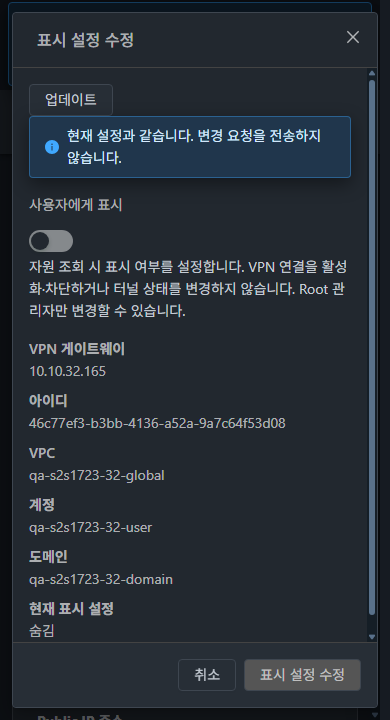 표시 설정 수정
업데이트
현재 설정과 같습니다. 변경 요청을 전송하지
않습니다.
사용자에게 표시
자원 조회 시 표시 여부를 설정합니다. VPN 연결을 활성
화·차단하거나 터널 상태를 변경하지 않습니다. Root 관
리자만 변경할 수 있습니다.
VPN 게이트웨이
10.10.32.165
아이디
46c77ef3-b3bb-4136-a52a-9a7c64f53d08
VPC
qa-s2s1723-32-global
계정
qa-s2s1723-32-user
도메인
qa-s2s1723-32-domain
현재 표시 설정
숨김
취소
표시 설정 수정
Public IP 주소